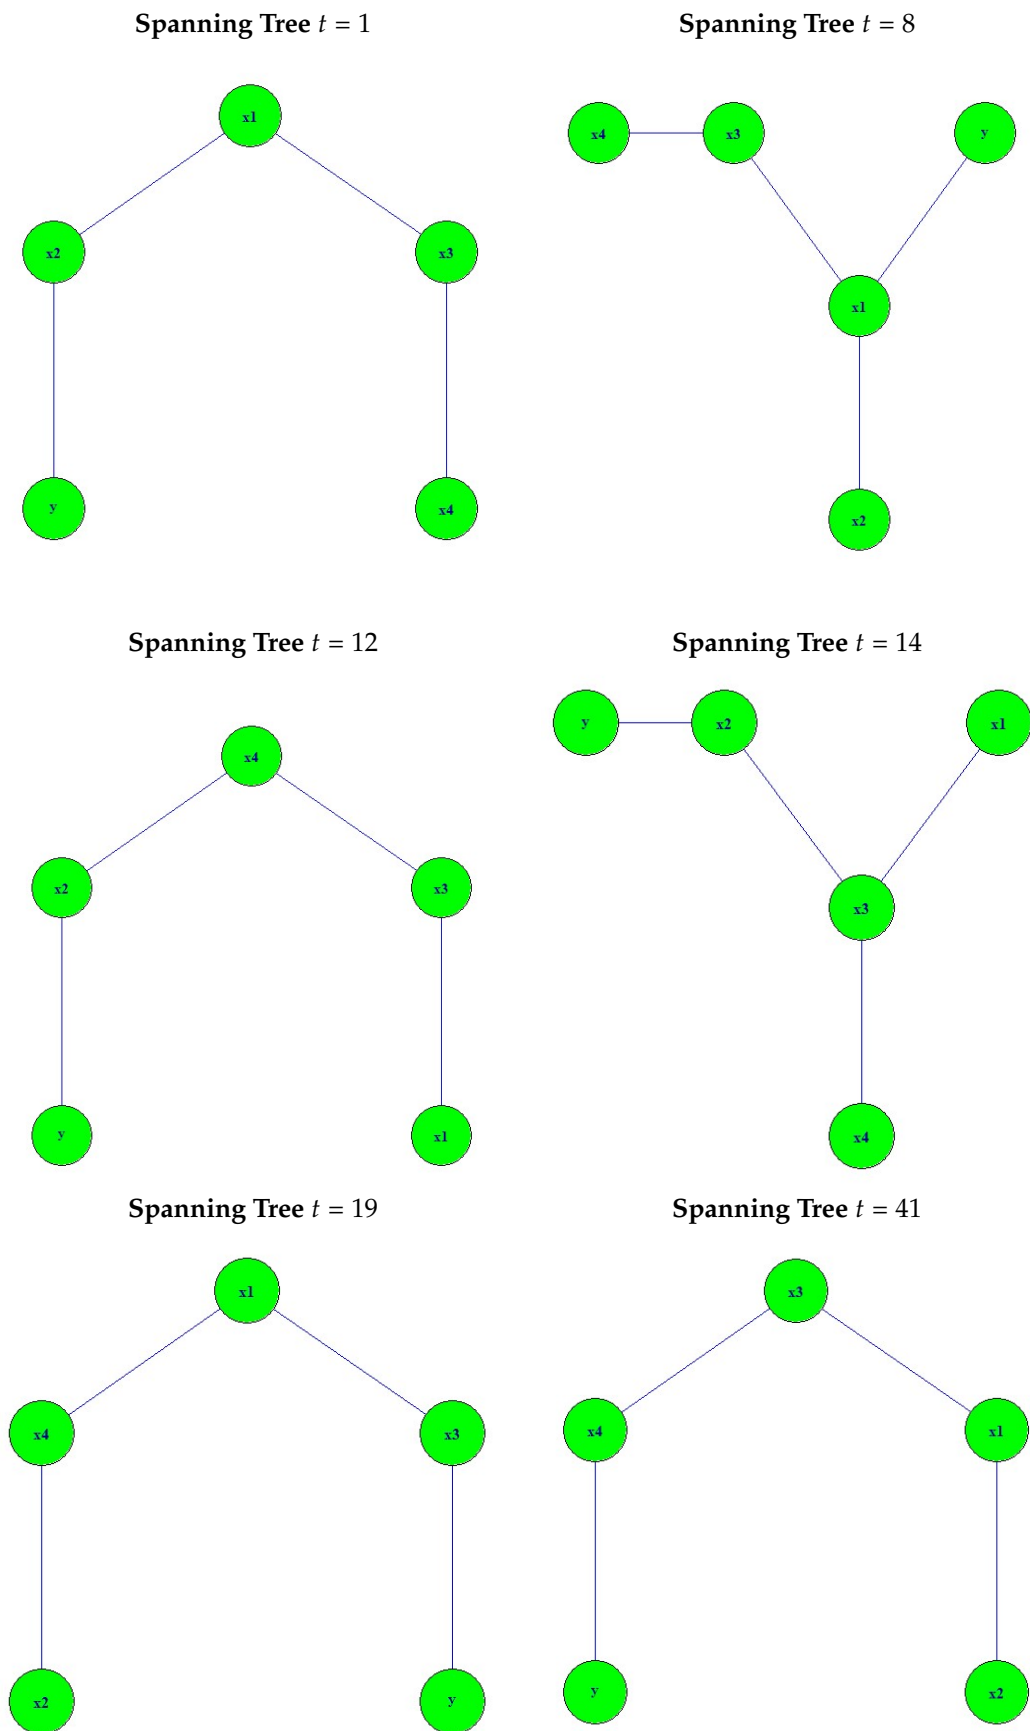 Spanning Tree t = 1
Spanning Tree t = 8
x1
x2
x3
y
x4
x4
x3
y
x1
x2
Spanning Tree t = 12
Spanning Tree t = 14
x4
x2
x3
y
x1
y
x2
x1
x3
x4
Spanning Tree t = 19
Spanning Tree t = 41
x1
x4
x3
x2
y
x3
x4
x1
y
x2